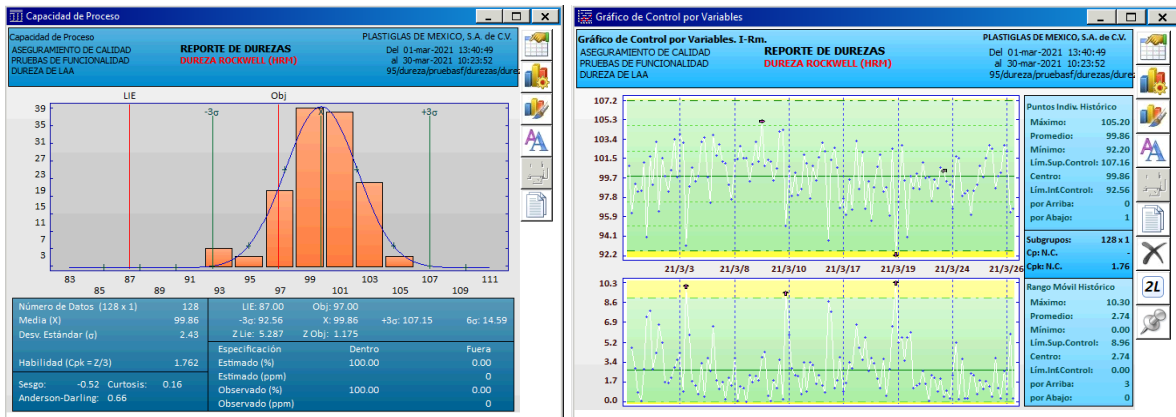 Capacidad de Proceso
Capacidad de Proceso PLASTIGLAS DE MEXICO, S.A. de C.V.
ASEGURAMIENTO DE CALIDAD REPORTE DE DUREZAS Del 01-mar-2021 13:40:49
PRUEBAS DE FUNCIONALIDAD DUREZA ROCKWELL (HRM) al 30-mar-2021 10:23:52
DUREZA DE LAA 95/dureza/pruebasf/durezas/dure
LIE Obj
-3σ X +3σ
39
35
31
27
23
19
15
11
7
3
83 87 91 95 99 103 107 111
85 89 93 97 101 105 109
Número de Datos (128 x 1) 128 LIE: 87.00 Obj: 97.00
Media (X) 99.86 -3σ: 92.56 X: 99.86 +3σ: 107.15 6σ: 14.59
Desv. Estándar (σ) 2.43 Z Lie: 5.287 Z Obj: 1.175
Especificación Dentro Fuera
Habilidad (Cpk = Z/3) 1.762 Estimado (%) 100.00 0.00
Estimado (ppm) 0
Sesgo: -0.52 Curtosis: 0.16 Observado (%) 100.00 0.00
Anderson-Darling: 0.66 Observado (ppm) 0
Gráfico de Control por Variables
Gráfico de Control por Variables. I-Rm. PLASTIGLAS DE MEXICO, S.A. de C.V.
ASEGURAMIENTO DE CALIDAD REPORTE DE DUREZAS Del 01-mar-2021 13:40:49
PRUEBAS DE FUNCIONALIDAD DUREZA ROCKWELL (HRM) al 30-mar-2021 10:23:52
DUREZA DE LAA 95/dureza/pruebasf/durezas/dure
107.2
105.3
103.4
101.5
99.7
97.8
95.9
94.1
92.2
21/3/3 21/3/8 21/3/10 21/3/17 21/3/19 21/3/24 21/3/26
10.3
8.6
6.9
5.2
3.4
1.7
0.0
Puntos Indiv. Histórico
Máximo: 105.20
Promedio: 99.86
Mínimo: 92.20
Lím.Sup.Control: 107.16
Centro: 99.86
Lím.Inf.Control: 92.56
por Arriba: 0
por Abajo: 1
Subgrupos: 128 x 1
Cp: N.C. -
Cpk: N.C. 1.76
Rango Móvil Histórico
Máximo: 10.30
Promedio: 2.74
Mínimo: 0.00
Lím.Sup.Control: 8.96
Centro: 2.74
Lím.Inf.Control: 0.00
por Arriba: 3
por Abajo: 0
2L